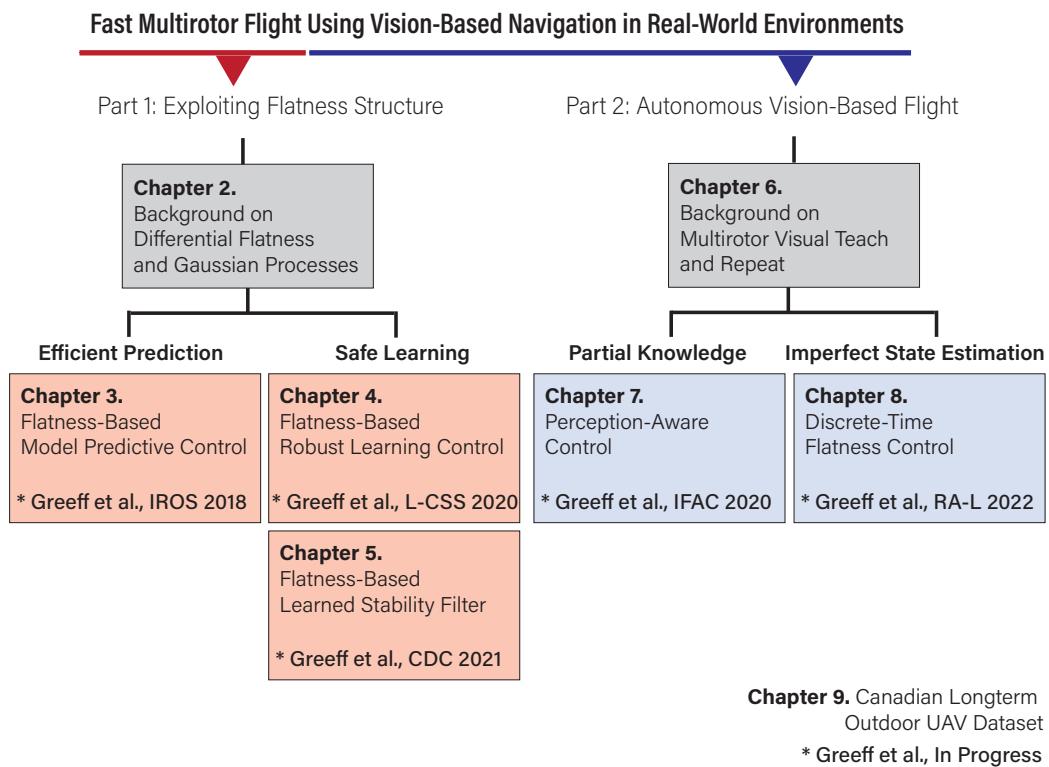 Fast Multirotor Flight Using Vision-Based Navigation in Real-World Environments
Part 1: Exploiting Flatness Structure
Part 2: Autonomous Vision-Based Flight
Chapter 2.
Background on
Differential Flatness
and Gaussian Processes
Chapter 6.
Background on
Multirotor Visual Teach
and Repeat
Efficient Prediction
Safe Learning
Partial Knowledge
Imperfect State Estimation
Chapter 3.
Flatness-Based
Model Predictive Control
* Greeff et al., IROS 2018
Chapter 4.
Flatness-Based
Robust Learning Control
* Greeff et al., L-CSS 2020
Chapter 7.
Perception-Aware
Control
* Greeff et al., IFAC 2020
Chapter 8.
Discrete-Time
Flatness Control
* Greeff et al., RA-L 2022
Chapter 5.
Flatness-Based
Learned Stability Filter
* Greeff et al., CDC 2021
Chapter 9. Canadian Longterm
Outdoor UAV Dataset
* Greeff et al., In Progress